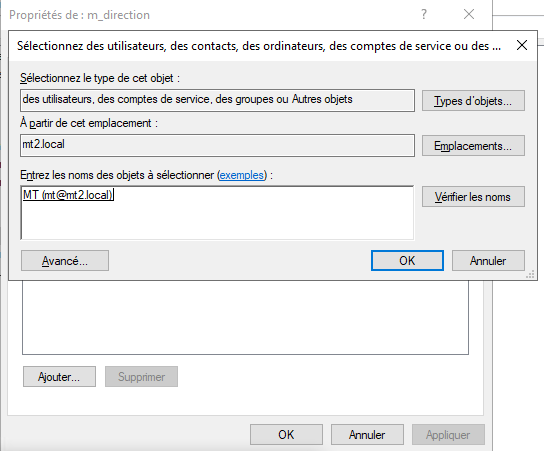 Propriétés de : m_direction
Sélectionnez des utilisateurs, des contacts, des ordinateurs, des comptes de service ou des ...
Sélectionnez le type de cet objet :
des utilisateurs, des comptes de service, des groupes ou Autres objets
Types d'objets...
À partir de cet emplacement :
mt2.local
Emplacements...
Entrez les noms des objets à sélectionner (exemples) :
MT (mt@mt2.local)
Vérifier les noms
Avancé...
OK
Annuler
Ajouter...
Supprimer
OK
Annuler
Appliquer